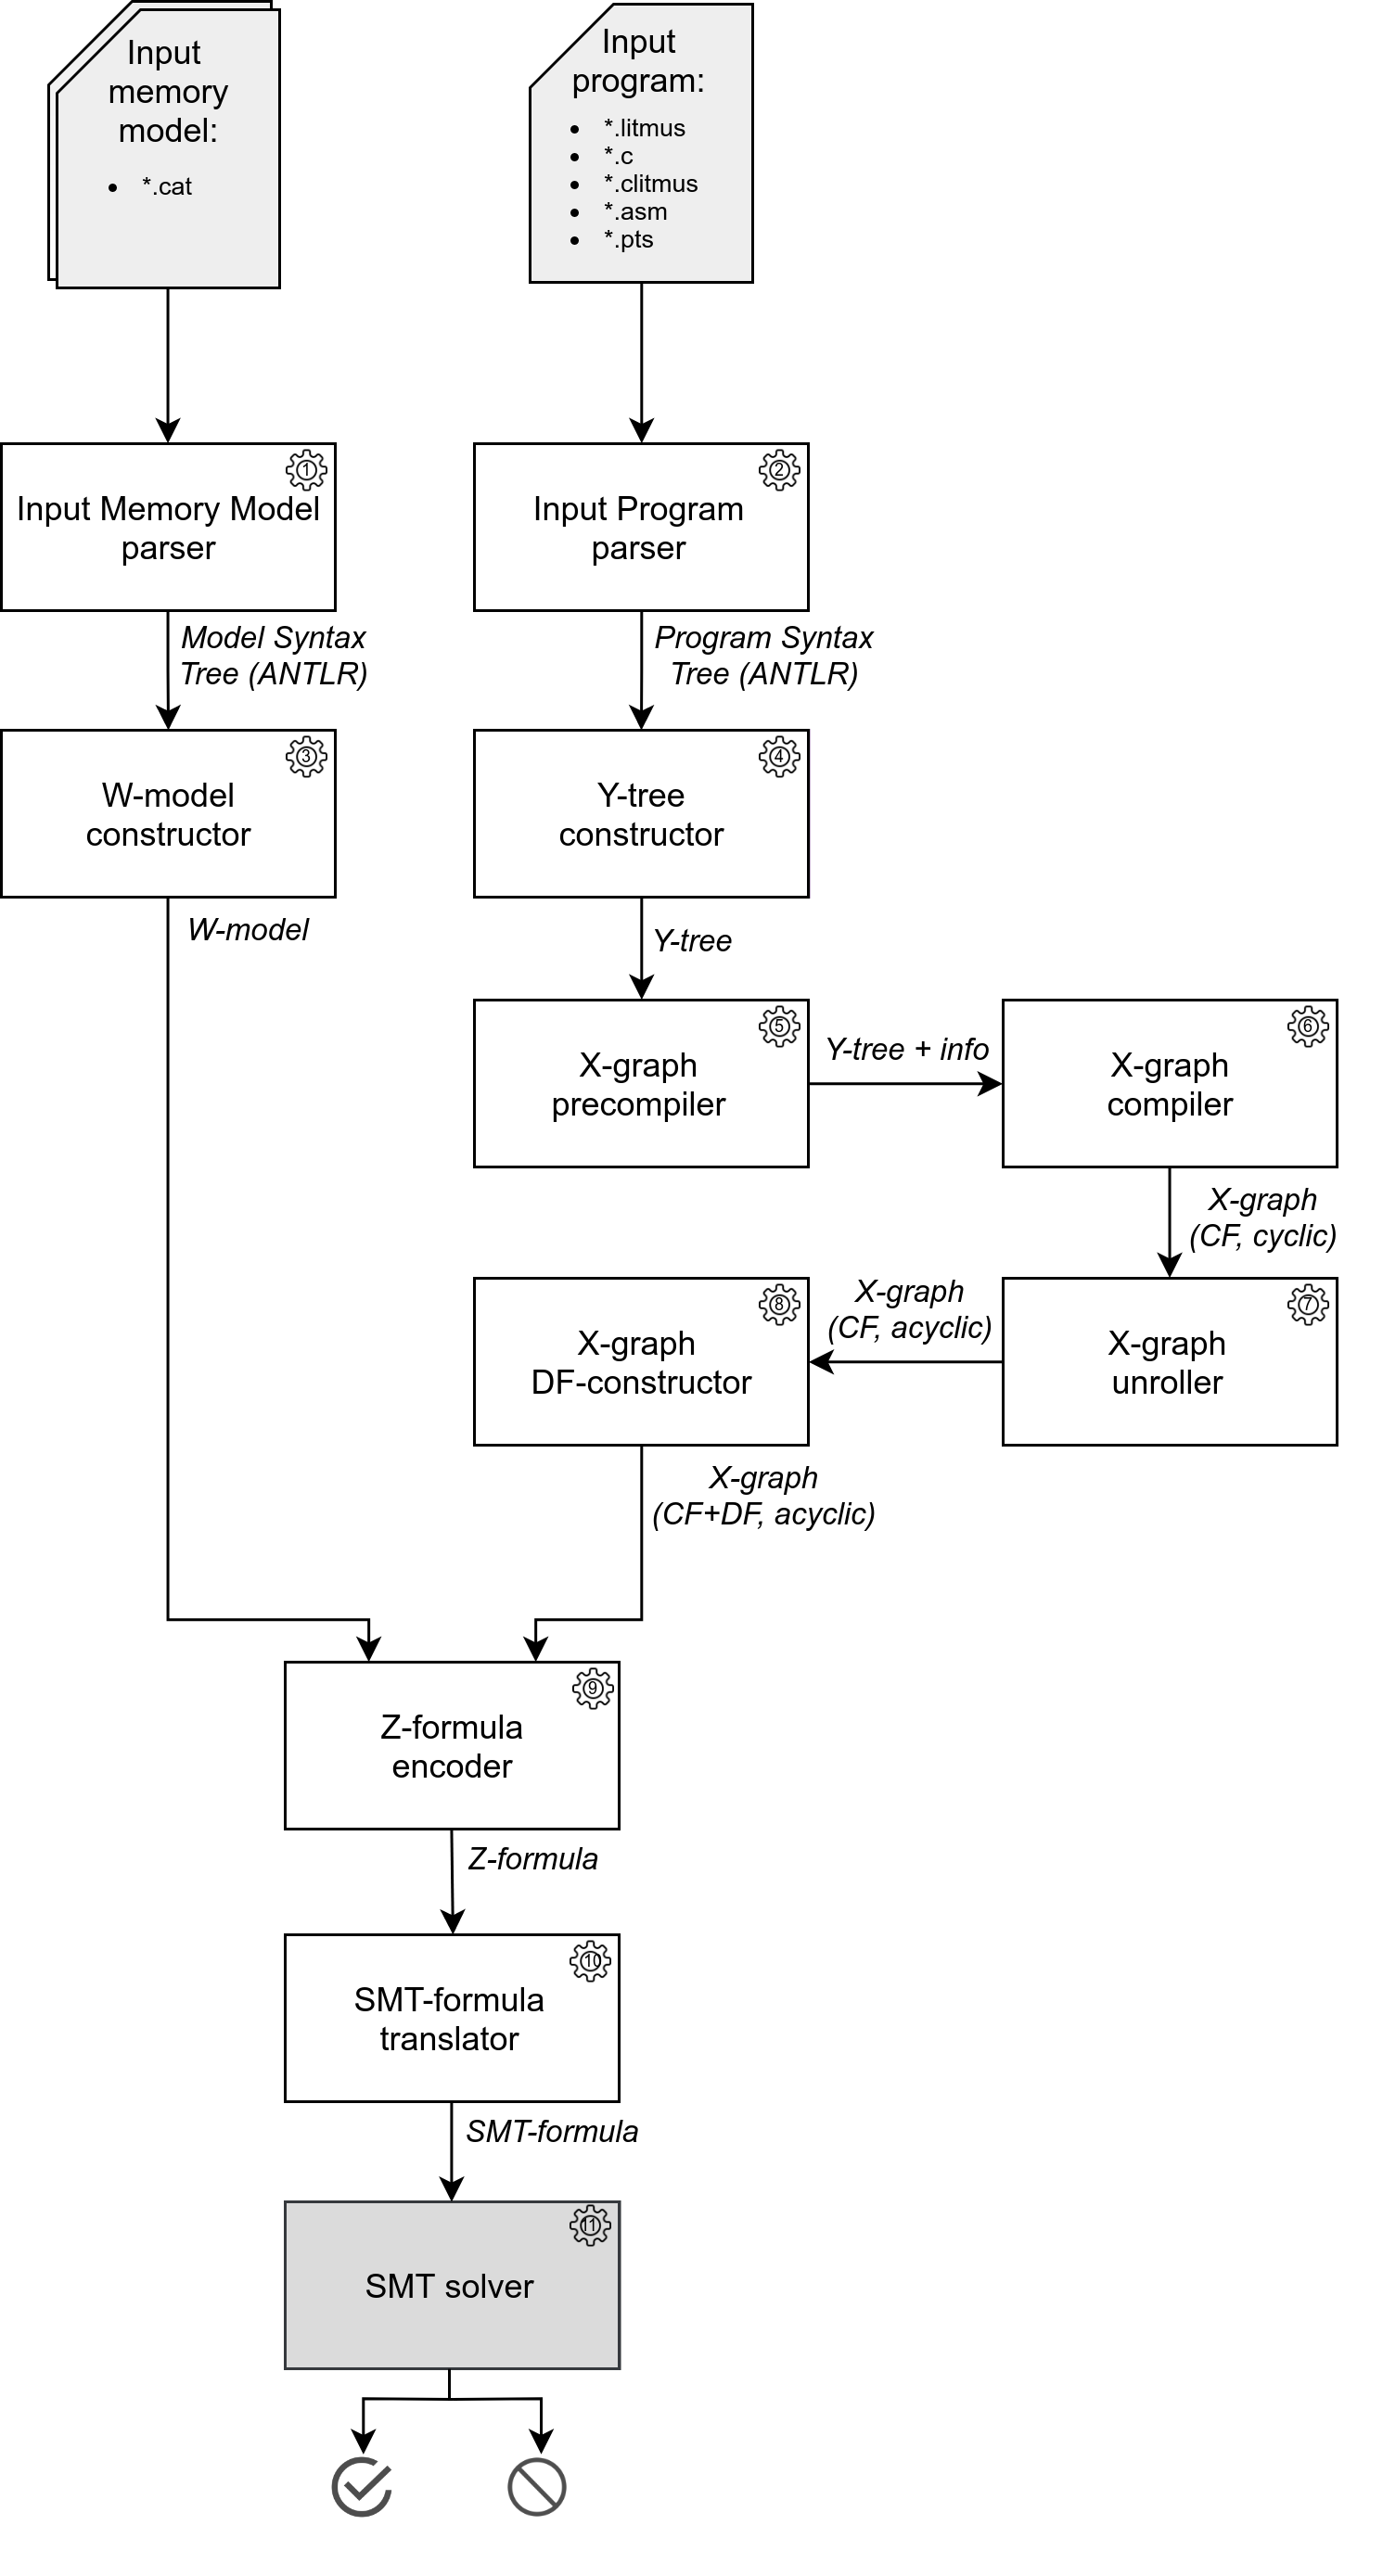 Input
memory
model:
• *.cat
Input
program:
• *.litmus
• *.c
• *.clitmus
• *.asm
• *.pts
1
Input Memory Model
parser
2
Input Program
parser
Model Syntax
Tree (ANTLR)
Program Syntax
Tree (ANTLR)
3
W-model
constructor
4
Y-tree
constructor
W-model
Y-tree
5
X-graph
precompiler
Y-tree + info
6
X-graph
compiler
X-graph
(CF, cyclic)
7
X-graph
unroller
X-graph
(CF, acyclic)
8
X-graph
DF-constructor
X-graph
(CF+DF, acyclic)
9
Z-formula
encoder
Z-formula
10
SMT-formula
translator
SMT-formula
11
SMT solver